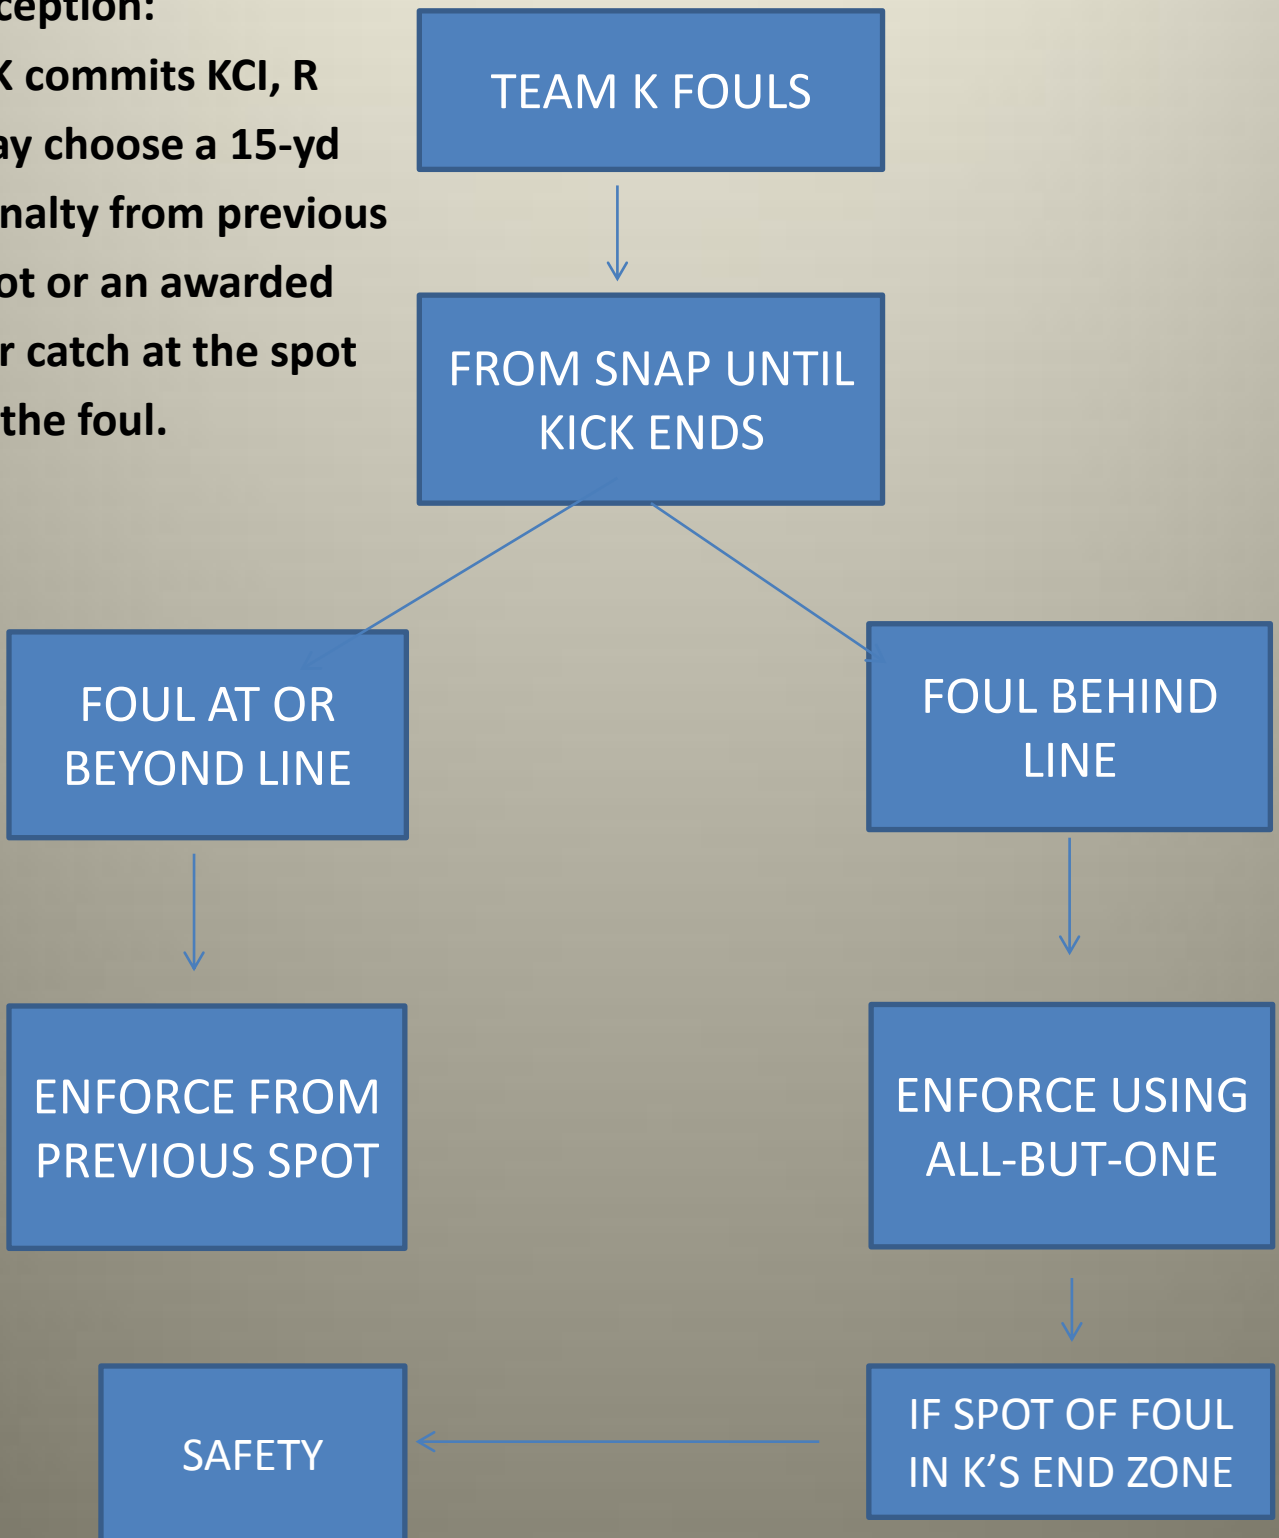 ception:
K commits KCI, R
ay choose a 15-yd
nalty from previous
ot or an awarded
r catch at the spot
the foul.
TEAM K FOULS
FROM SNAP UNTIL
KICK ENDS
FOUL AT OR
BEYOND LINE
FOUL BEHIND
LINE
ENFORCE FROM
PREVIOUS SPOT
ENFORCE USING
ALL-BUT-ONE
SAFETY
IF SPOT OF FOUL
IN K'S END ZONE